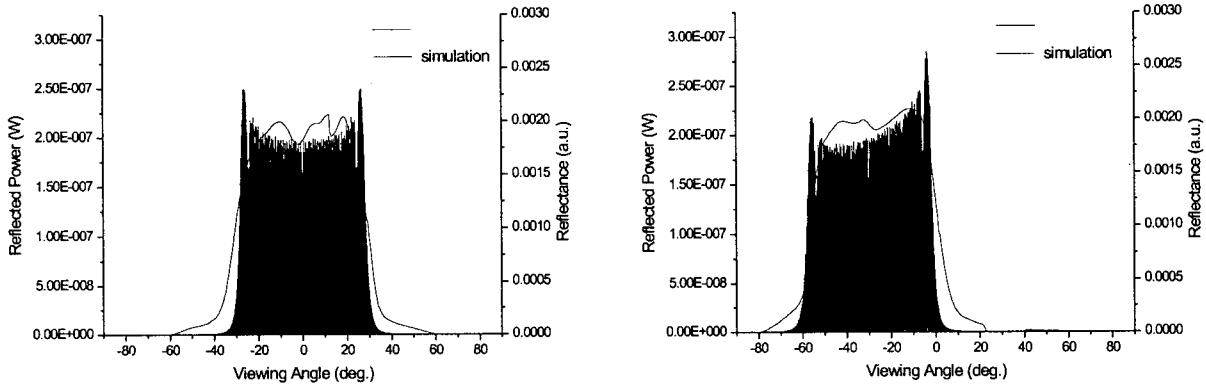 3.00E-007
2.50E-007
2.00E-007
1.50E-007
1.00E-007
5.00E-008
0.00E+000
Reflected Power (W)
simulation
0.0030
0.0025
0.0020
0.0015
0.0010
0.0005
0.0000
Reflectance (a.u.)
-80 -60 -40 -20 0 20 40 60 80
Viewing Angle (deg.)
3.00E-007
2.50E-007
2.00E-007
1.50E-007
1.00E-007
5.00E-008
0.00E+000
Reflected Power (W)
simulation
0.0030
0.0025
0.0020
0.0015
0.0010
0.0005
0.0000
Reflectance (a.u.)
-80 -60 -40 -20 0 20 40 60 80
Viewing Angle (deg.)